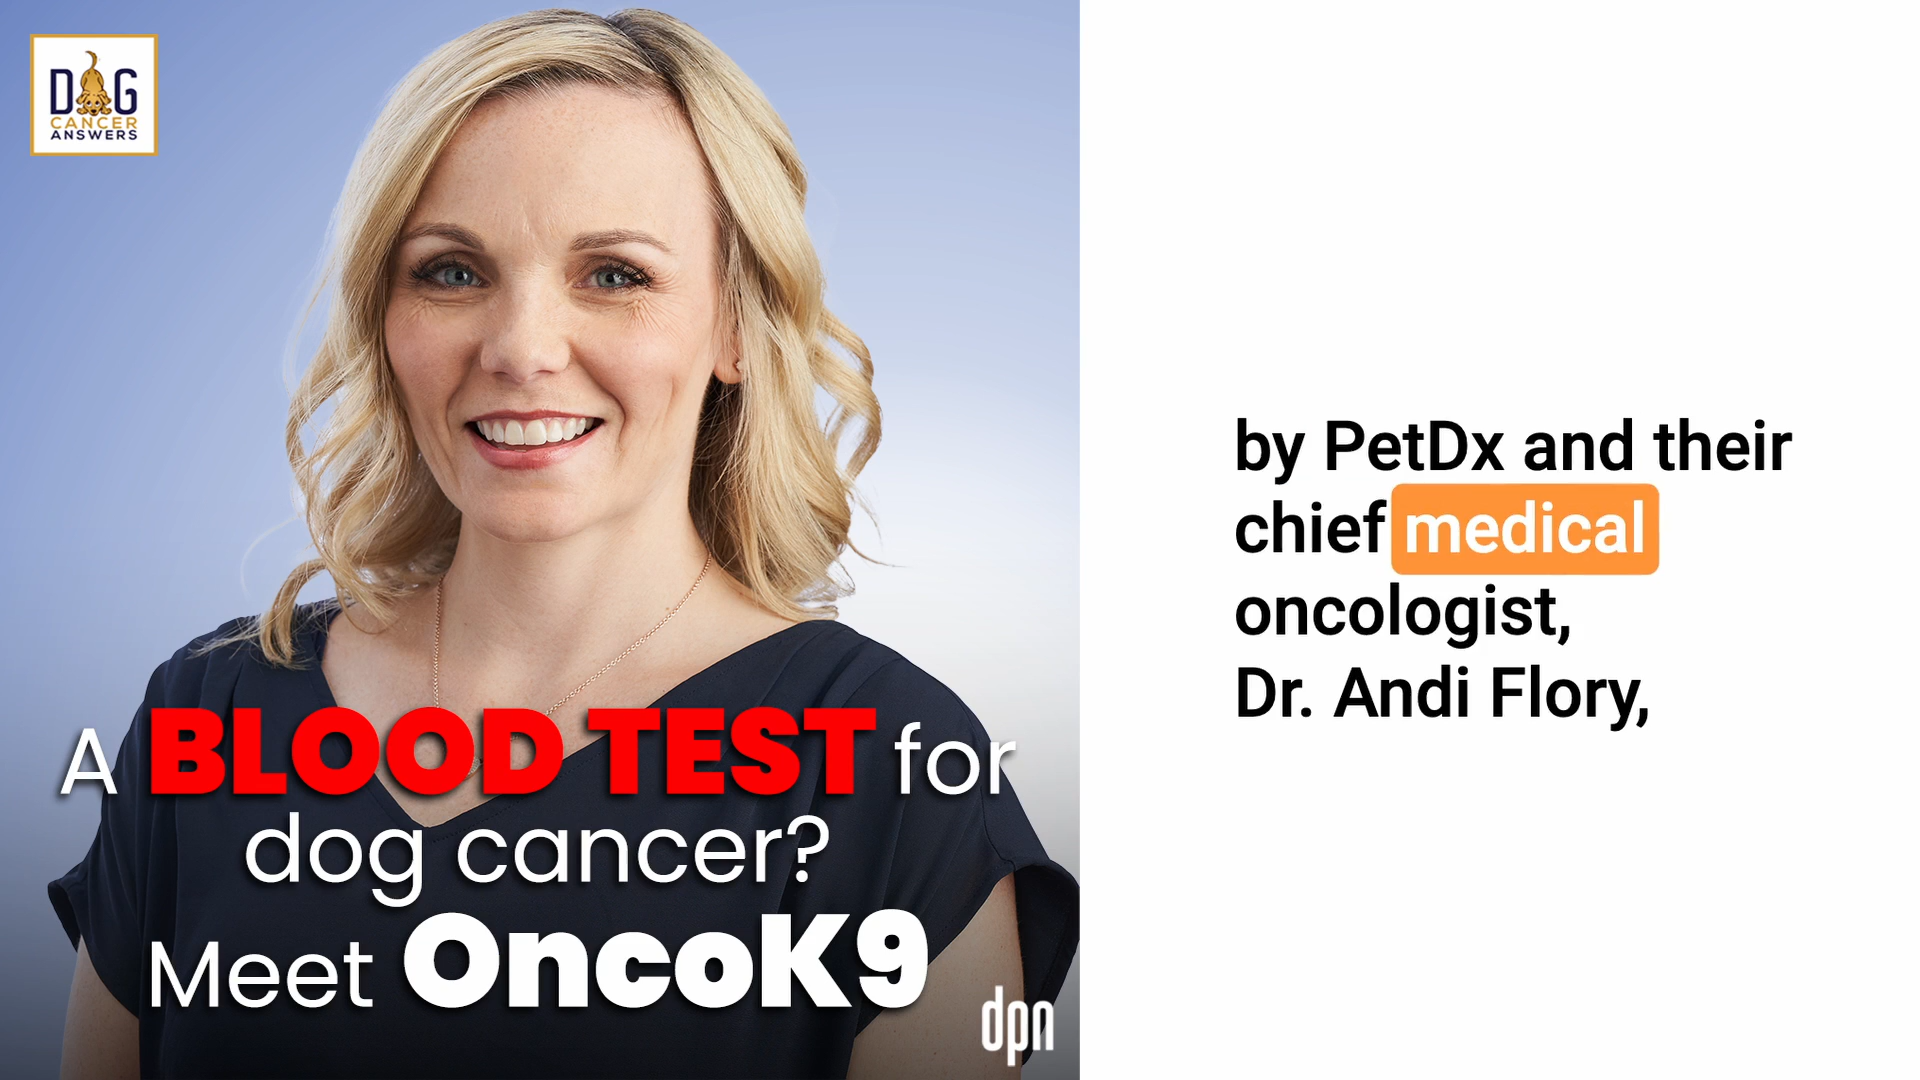 DOG
CANCER
ANSWERS
A BLOOD TEST for
dog cancer?
Meet OncoK9
dpn
by PetDx and their
chief medical
oncologist,
Dr. Andi Flory,